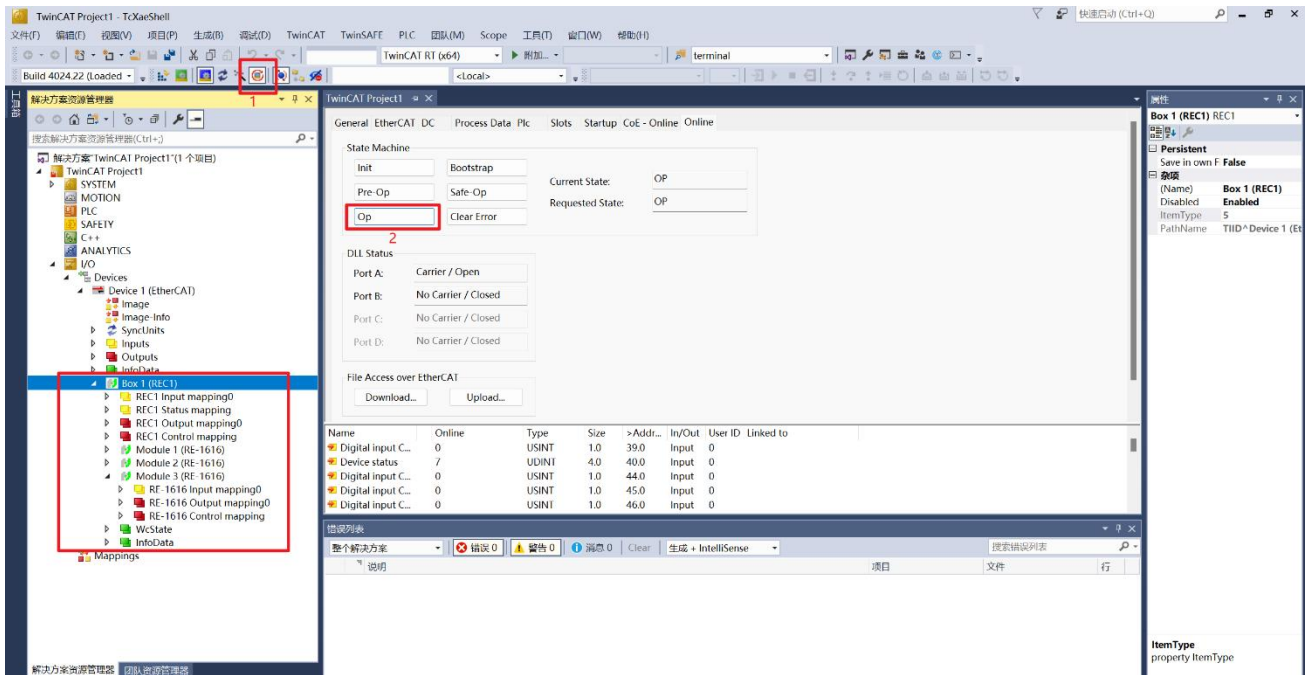 TwinCAT Project1 - TcXaeShell
快速启动 (Ctrl+Q)
文件(F) 编辑(E) 视图(V) 项目(P) 生成(B) 调试(D) TwinCAT TwinSAFE PLC 团队(M) Scope 工具(T) 窗口(W) 帮助(H)
TwinCAT RT (x64) 附加... terminal
Build 4024.22 (Loaded <Local>
1
工具箱
解决方案资源管理器
搜索解决方案资源管理器(Ctrl+;)
解决方案"TwinCAT Project1"(1 个项目)
TwinCAT Project1
SYSTEM
MOTION
PLC
SAFETY
C++
ANALYTICS
I/O
Devices
Device 1 (EtherCAT)
Image
Image-Info
SyncUnits
Inputs
Outputs
InfoData
Box 1 (REC1)
REC1 Input mapping0
REC1 Status mapping
REC1 Output mapping0
REC1 Control mapping
Module 1 (RE-1616)
Module 2 (RE-1616)
Module 3 (RE-1616)
RE-1616 Input mapping0
RE-1616 Output mapping0
RE-1616 Control mapping
WcState
InfoData
Mappings
解决方案资源管理器 团队资源管理器
TwinCAT Project1
General EtherCAT DC Process Data Plc Slots Startup CoE - Online Online
State Machine
Init Bootstrap
Pre-Op Safe-Op
Op Clear Error
Current State: OP
Requested State: OP
2
DLL Status
Port A: Carrier / Open
Port B: No Carrier / Closed
Port C: No Carrier / Closed
Port D: No Carrier / Closed
File Access over EtherCAT
Download... Upload...
Name Online Type Size >Addr... In/Out User ID Linked to
Digital input C... 0 USINT 1.0 39.0 Input 0
Device status 7 UDINT 4.0 40.0 Input 0
Digital input C... 0 USINT 1.0 44.0 Input 0
Digital input C... 0 USINT 1.0 45.0 Input 0
Digital input C... 0 USINT 1.0 46.0 Input 0
错误列表
整个解决方案 错误 0 警告 0 消息 0 Clear 生成 + IntelliSense 搜索错误列表
说明 项目 文件 行
属性
Box 1 (REC1) REC1
Persistent
Save in own F False
杂项
(Name) Box 1 (REC1)
Disabled Enabled
ItemType 5
PathName TIID^Device 1 (Et
ItemType
property ItemType